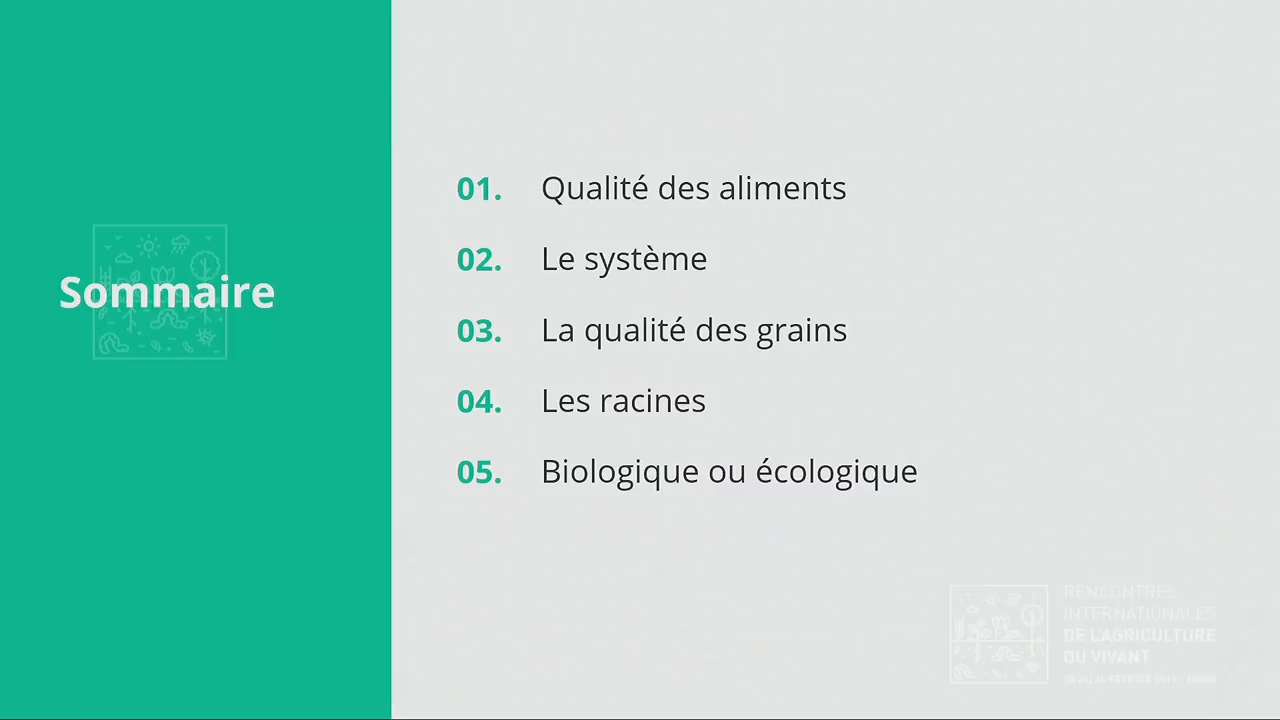 Sommaire
01. Qualité des aliments
02. Le système
03. La qualité des grains
04. Les racines
05. Biologique ou écologique
RENCONTRES
INTERNATIONALES
DE L'AGRICULTURE
DU VIVANT